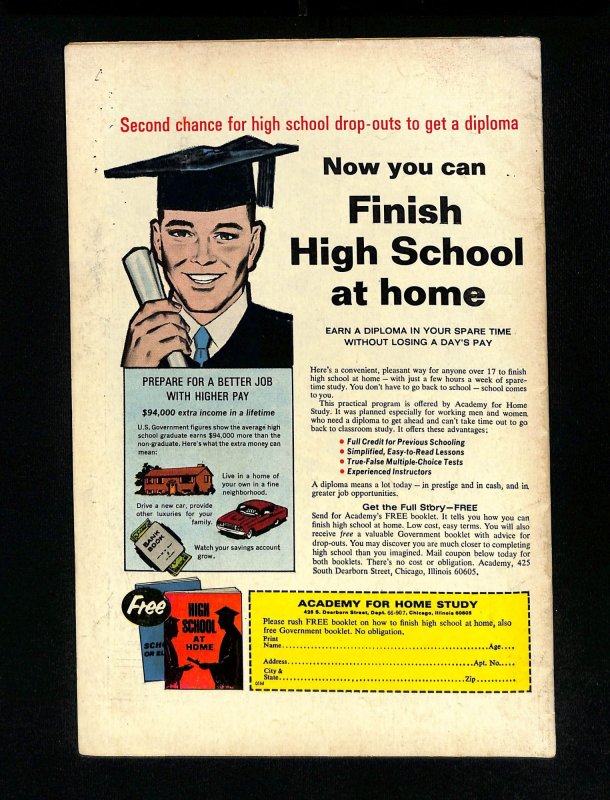 Second chance for high school drop-outs to get a diploma
Now you can
Finish
High School
at home
EARN A DIPLOMA IN YOUR SPARE TIME
WITHOUT LOSING A DAY'S PAY
PREPARE FOR A BETTER JOB
WITH HIGHER PAY
$94,000 extra income in a lifetime
U.S. Government figures show the average high
school graduate earns $94,000 more than the
non-graduate. Here's what the extra money can
mean:
Live in a home of
your own in a fine
neighborhood.
Drive a new car, provide
other luxuries for your
family.
BANK
BOOK
Watch your savings account
grow.
Here's a convenient, pleasant way for anyone over 17 to finish
high school at home — with just a few hours a week of spare-
time study. You don't have to go back to school — school comes
to you.
This practical program is offered by Academy for Home
Study. It was planned especially for working men and women
who need a diploma to get ahead and can't take time out to go
back to classroom study. It offers these advantages:
• Full Credit for Previous Schooling
• Simplified, Easy-to-Read Lessons
• True-False Multiple-Choice Tests
• Experienced Instructors
A diploma means a lot today — in prestige and in cash, and in
greater job opportunities.
Get the Full Story—FREE
Send for Academy's FREE booklet. It tells you how you can
finish high school at home. Low cost, easy terms. You will also
receive free a valuable Government booklet with advice for
drop-outs. You may discover you are much closer to completing
high school than you imagined. Mail coupon below today for
both booklets. There's no cost or obligation. Academy, 425
South Dearborn Street, Chicago, Illinois 60605.
Free
HIGH
SCHOOL
AT
HOME
SCH
OR EL
ACADEMY FOR HOME STUDY
425 S. Dearborn Street, Dept. 66-907, Chicago, Illinois 60605
Please rush FREE booklet on how to finish high school at home, also
free Government booklet. No obligation.
Print
Name Age
Address Apt. No.
City &
State Zip